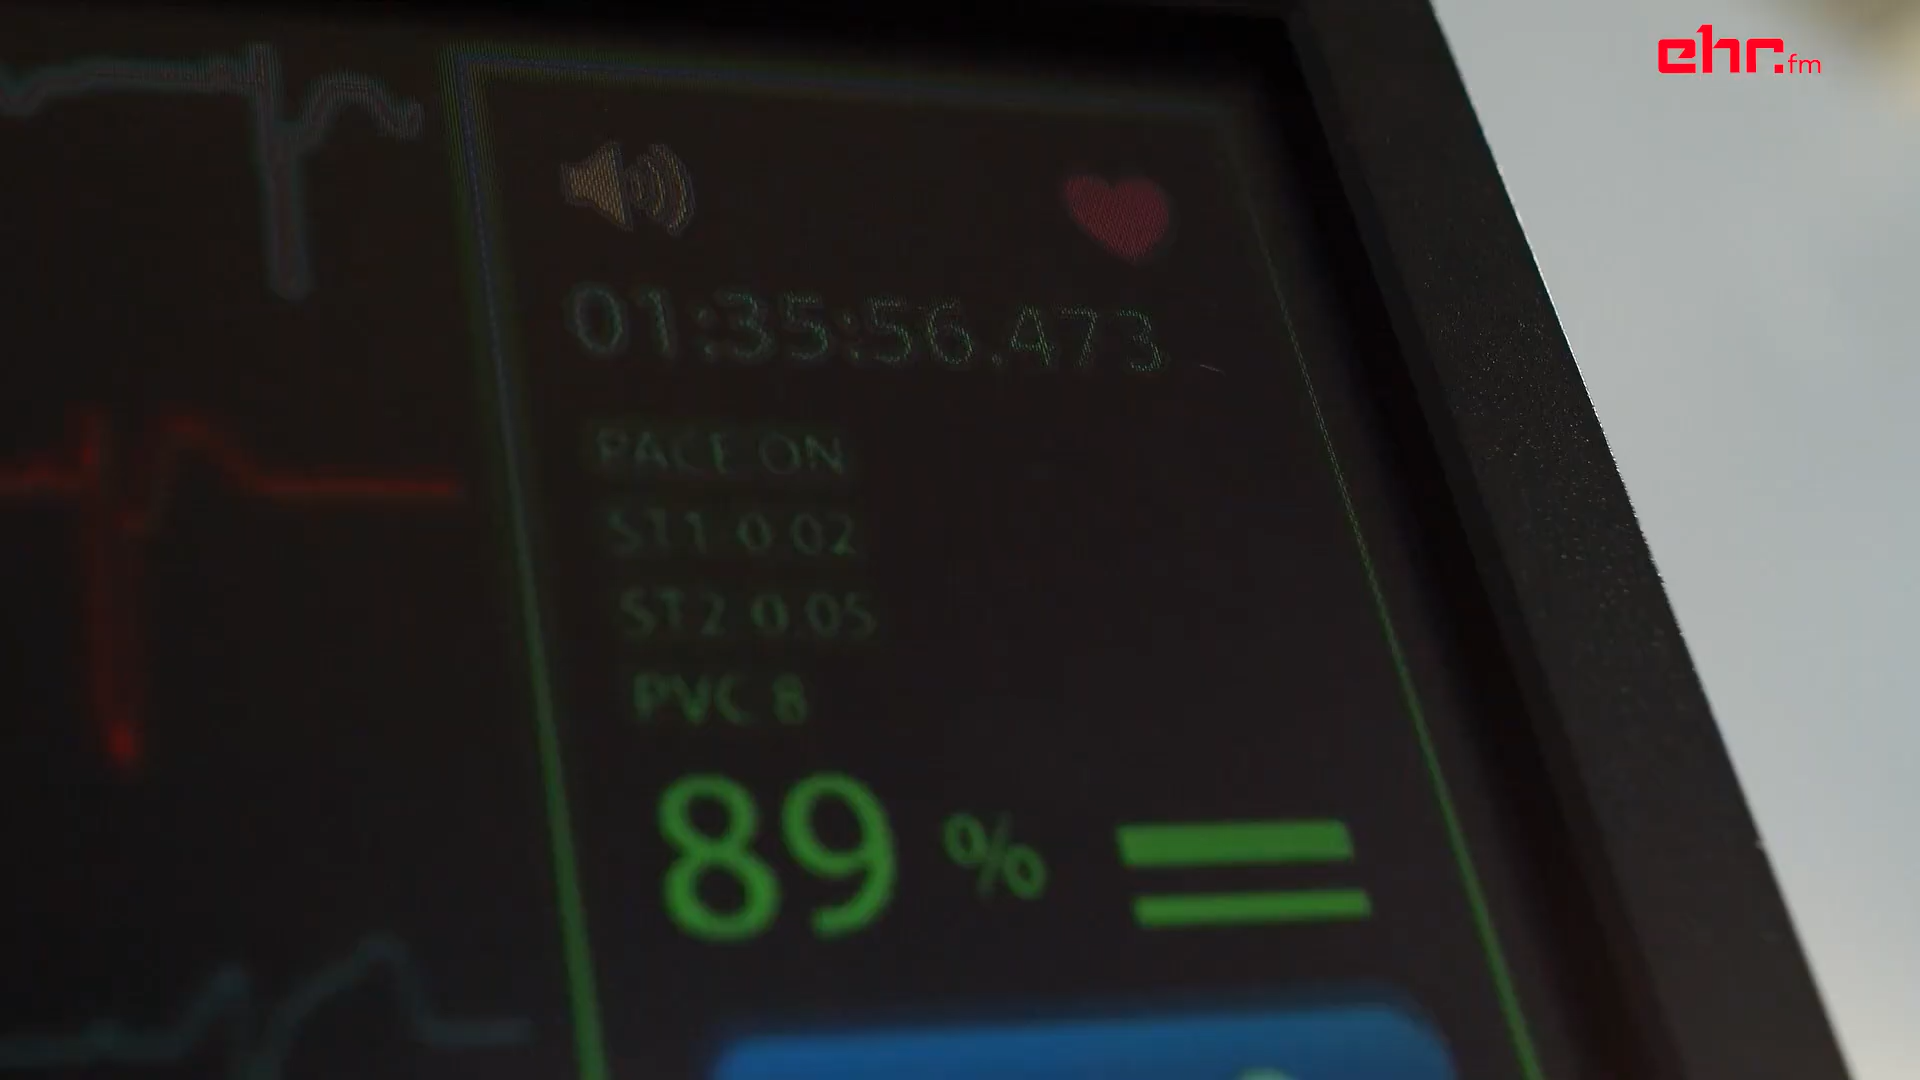 ehr.fm
01:35:56.473
PACE ON
ST1 0.02
ST2 0.05
PVC 8
89 %